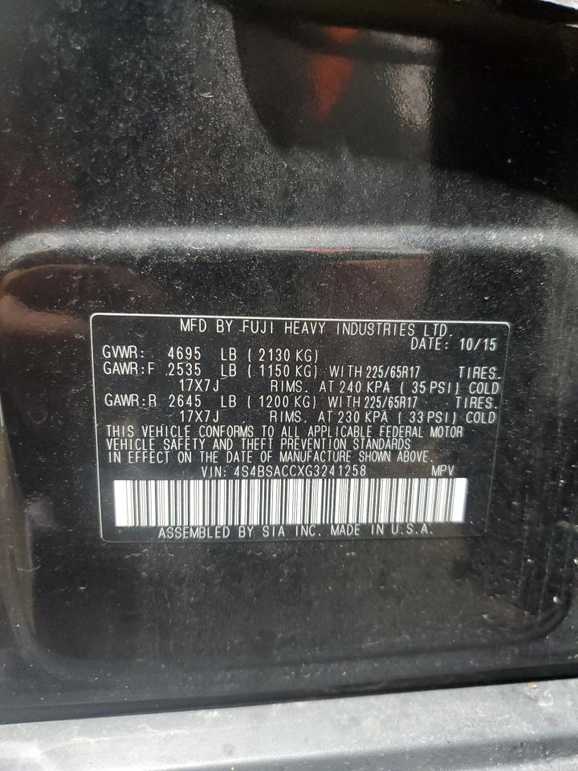 MFD BY FUJI HEAVY INDUSTRIES LTD.
DATE: 10/15
GVWR: 4695 LB ( 2130 KG)
GAWR:F 2535 LB ( 1150 KG) WITH 225/65R17 TIRES.
17X7J RIMS. AT 240 KPA ( 35 PSI) COLD
GAWR:R 2645 LB ( 1200 KG) WITH 225/65R17 TIRES.
17X7J RIMS. AT 230 KPA ( 33 PSI) COLD
THIS VEHICLE CONFORMS TO ALL APPLICABLE FEDERAL MOTOR
VEHICLE SAFETY AND THEFT PREVENTION STANDARDS
IN EFFECT ON THE DATE OF MANUFACTURE SHOWN ABOVE.
VIN: 4S4BSACCXG3241258 MPV
ASSEMBLED BY SIA INC. MADE IN U.S.A.